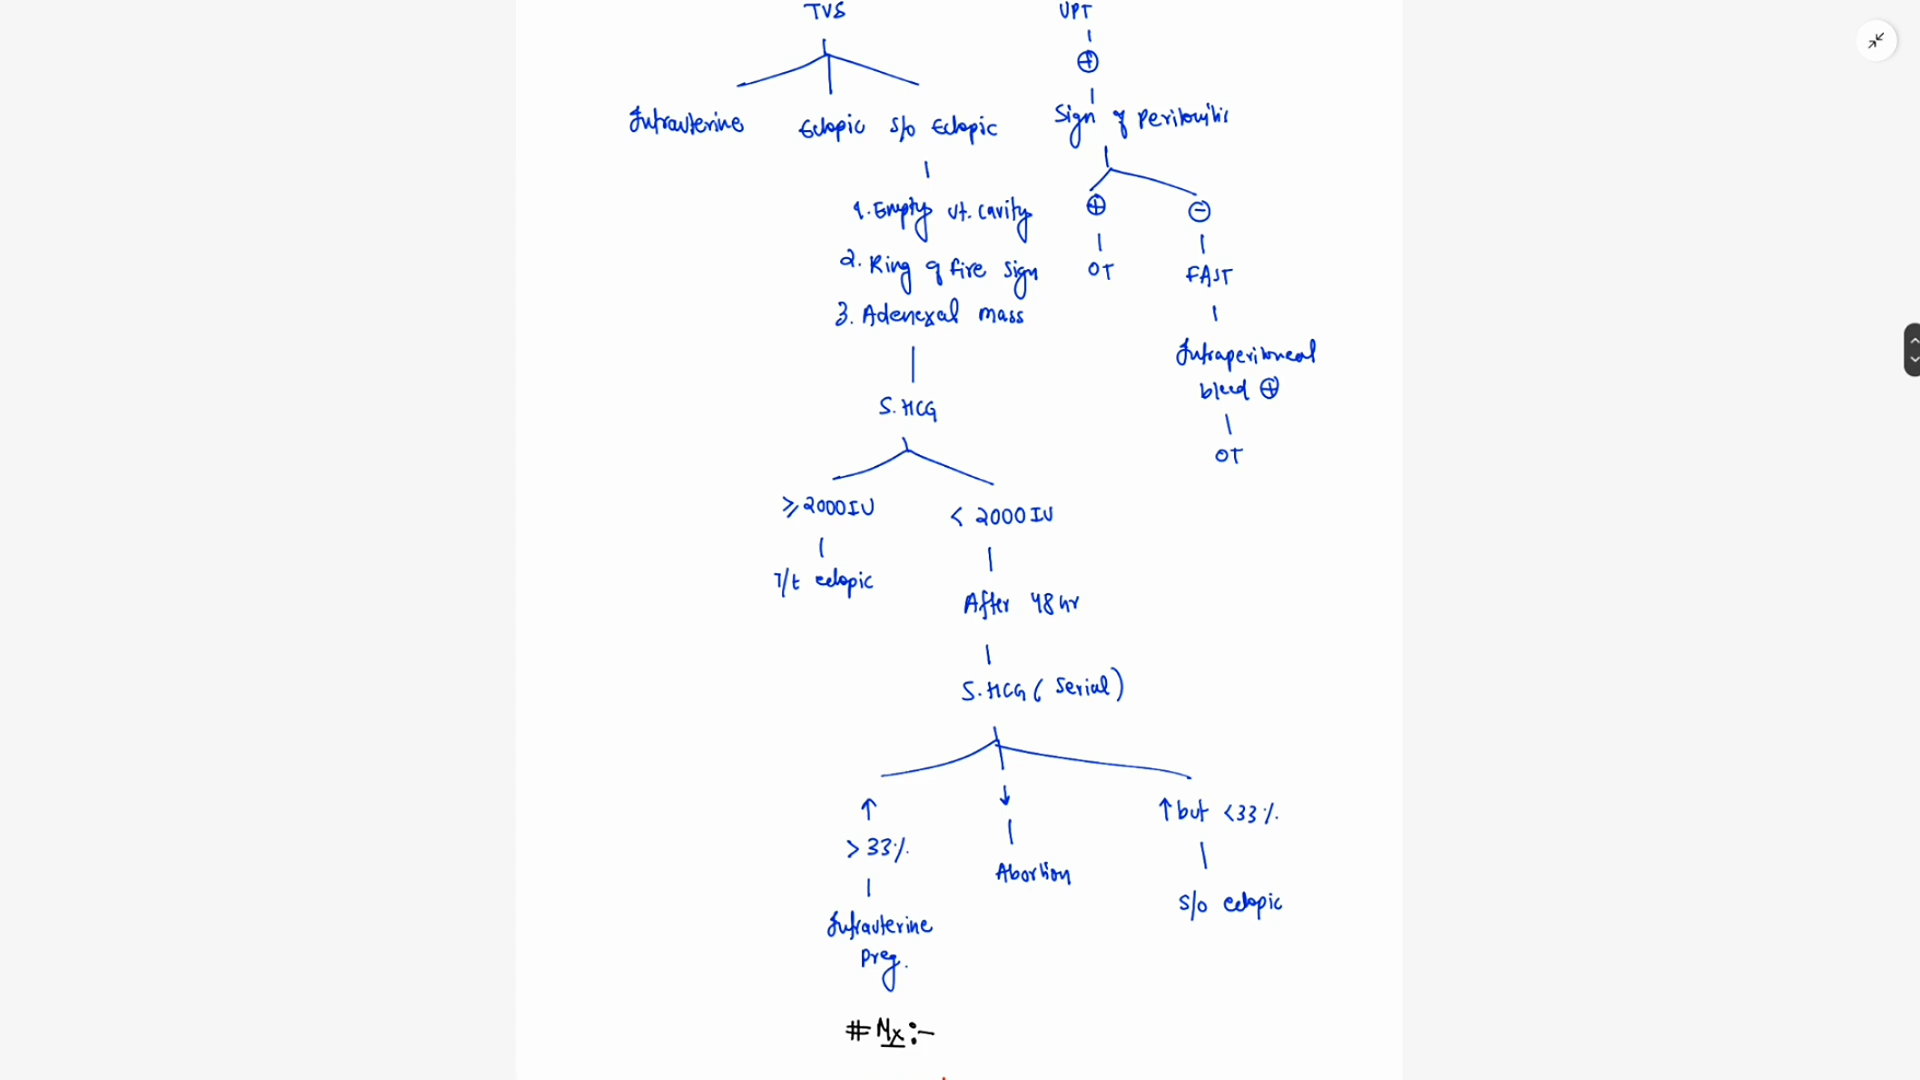 TVS
UPT
⊕
Intrauterine
Ectopic
S/o Ectopic
Sign of Peritonitis
1. Empty Ut. cavity
2. Ring of fire sign
3. Adenexal mass
⊕
OT
⊖
FAST
Intraperitoneal
bleed ⊕
OT
S. HCG
≥ 2000 IU
T/t ectopic
< 2000 IU
After 48 hr
S. HCG ( Serial )
↑
> 33%
Intrauterine
Preg.
↓
Abortion
↑ but < 33%
S/o ectopic
# Mx :-